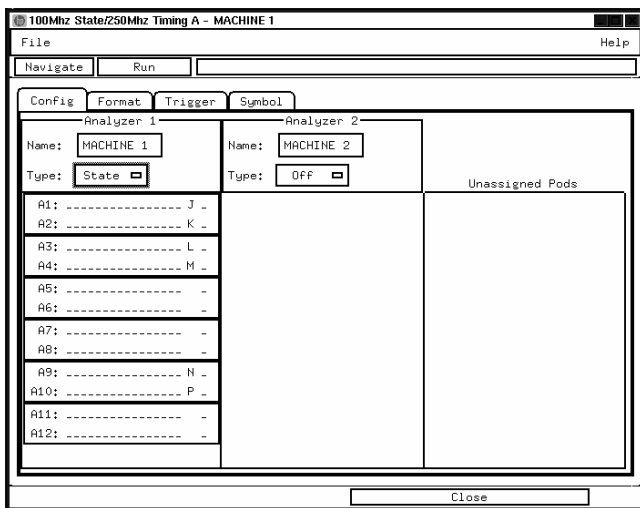 100Mhz State/250Mhz Timing A - MACHINE 1
File Help
Navigate Run
Config Format Trigger Symbol
Analyzer 1 Analyzer 2
Name: MACHINE 1 Name: MACHINE 2
Type: State Type: Off
Unassigned Pods
A1: ---------------- J -
A2: ---------------- K -
A3: ---------------- L -
A4: ---------------- M -
A5: ---------------- -
A6: ---------------- -
A7: ---------------- -
A8: ---------------- -
A9: ---------------- N -
A10: ---------------- P -
A11: ---------------- -
A12: ---------------- -
Close